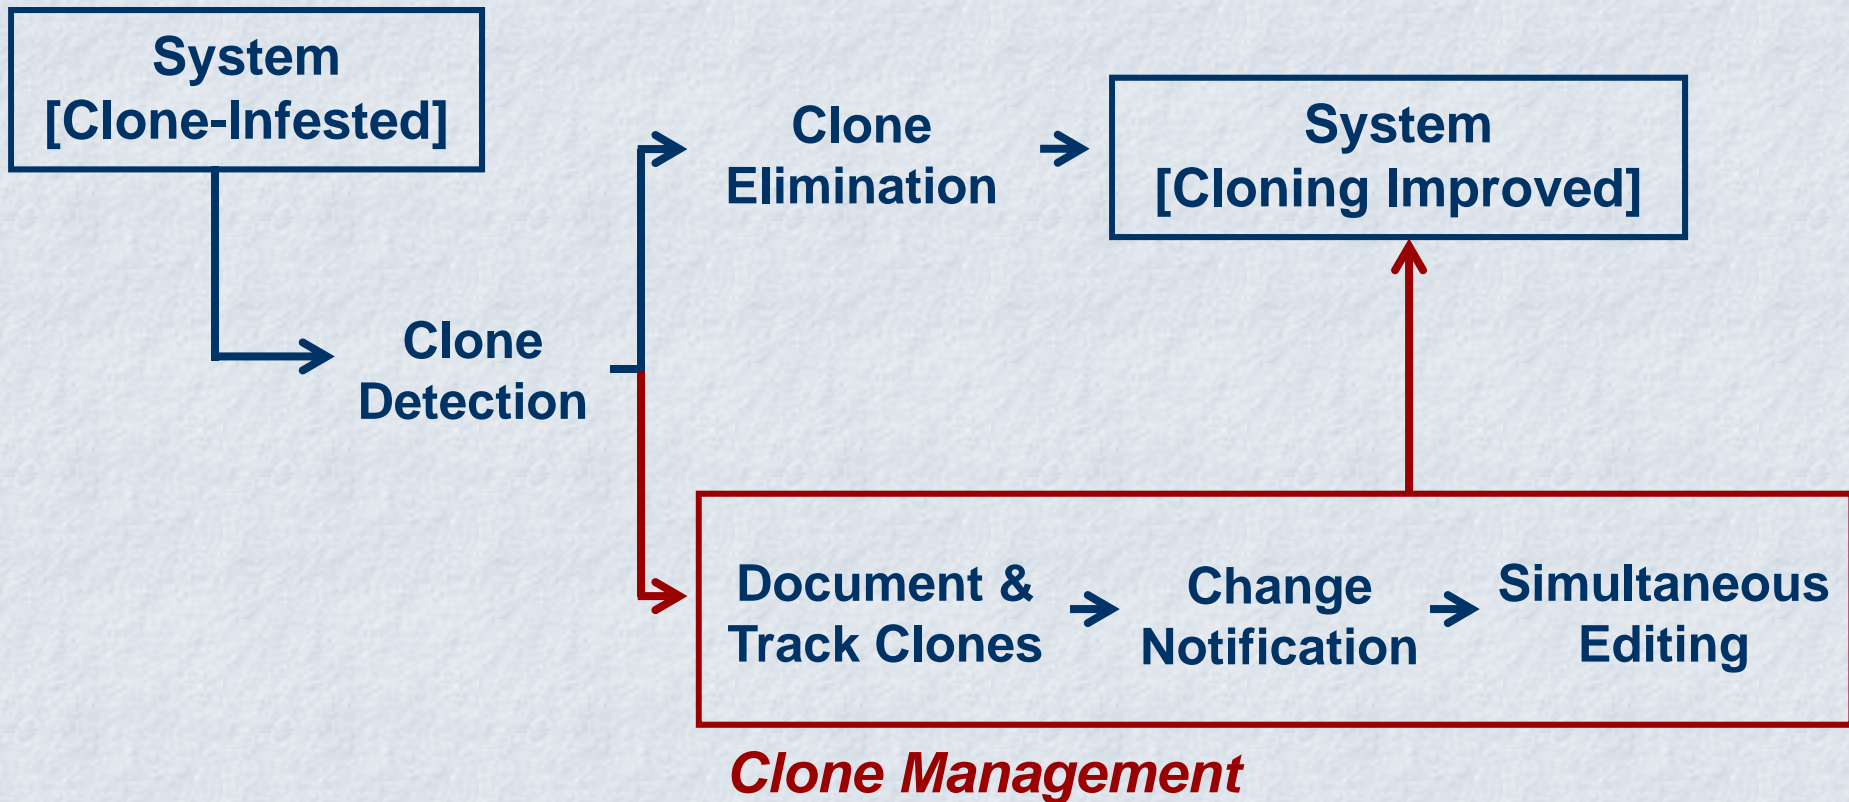 System
[Clone-Infested]
Clone
Elimination
System
[Cloning Improved]
Clone
Detection
Document &
Track Clones
Change
Notification
Simultaneous
Editing
Clone Management